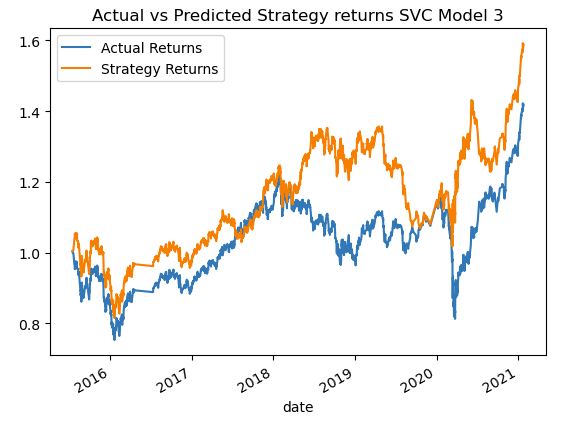 Actual vs Predicted Strategy returns SVC Model 3
Actual Returns
Strategy Returns
1.6
1.4
1.2
1.0
0.8
2016
2017
2018
2019
2020
2021
date